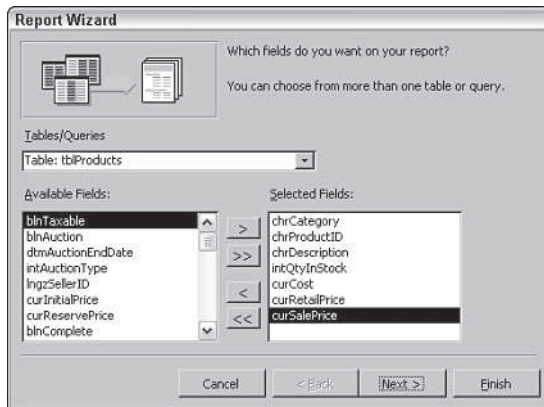 Report Wizard
Which fields do you want on your report?
You can choose from more than one table or query.
Tables/Queries
Table: tblProducts
Available Fields:
Selected Fields:
blnTaxable
blnAuction
dtmAuctionEndDate
intAuctionType
lngzSellerID
curInitialPrice
curReservePrice
blnComplete
>
>>
<
<<
chrCategory
chrProductID
chrDescription
intQtyInStock
curCost
curRetailPrice
curSalePrice
Cancel
< Back
Next >
Finish